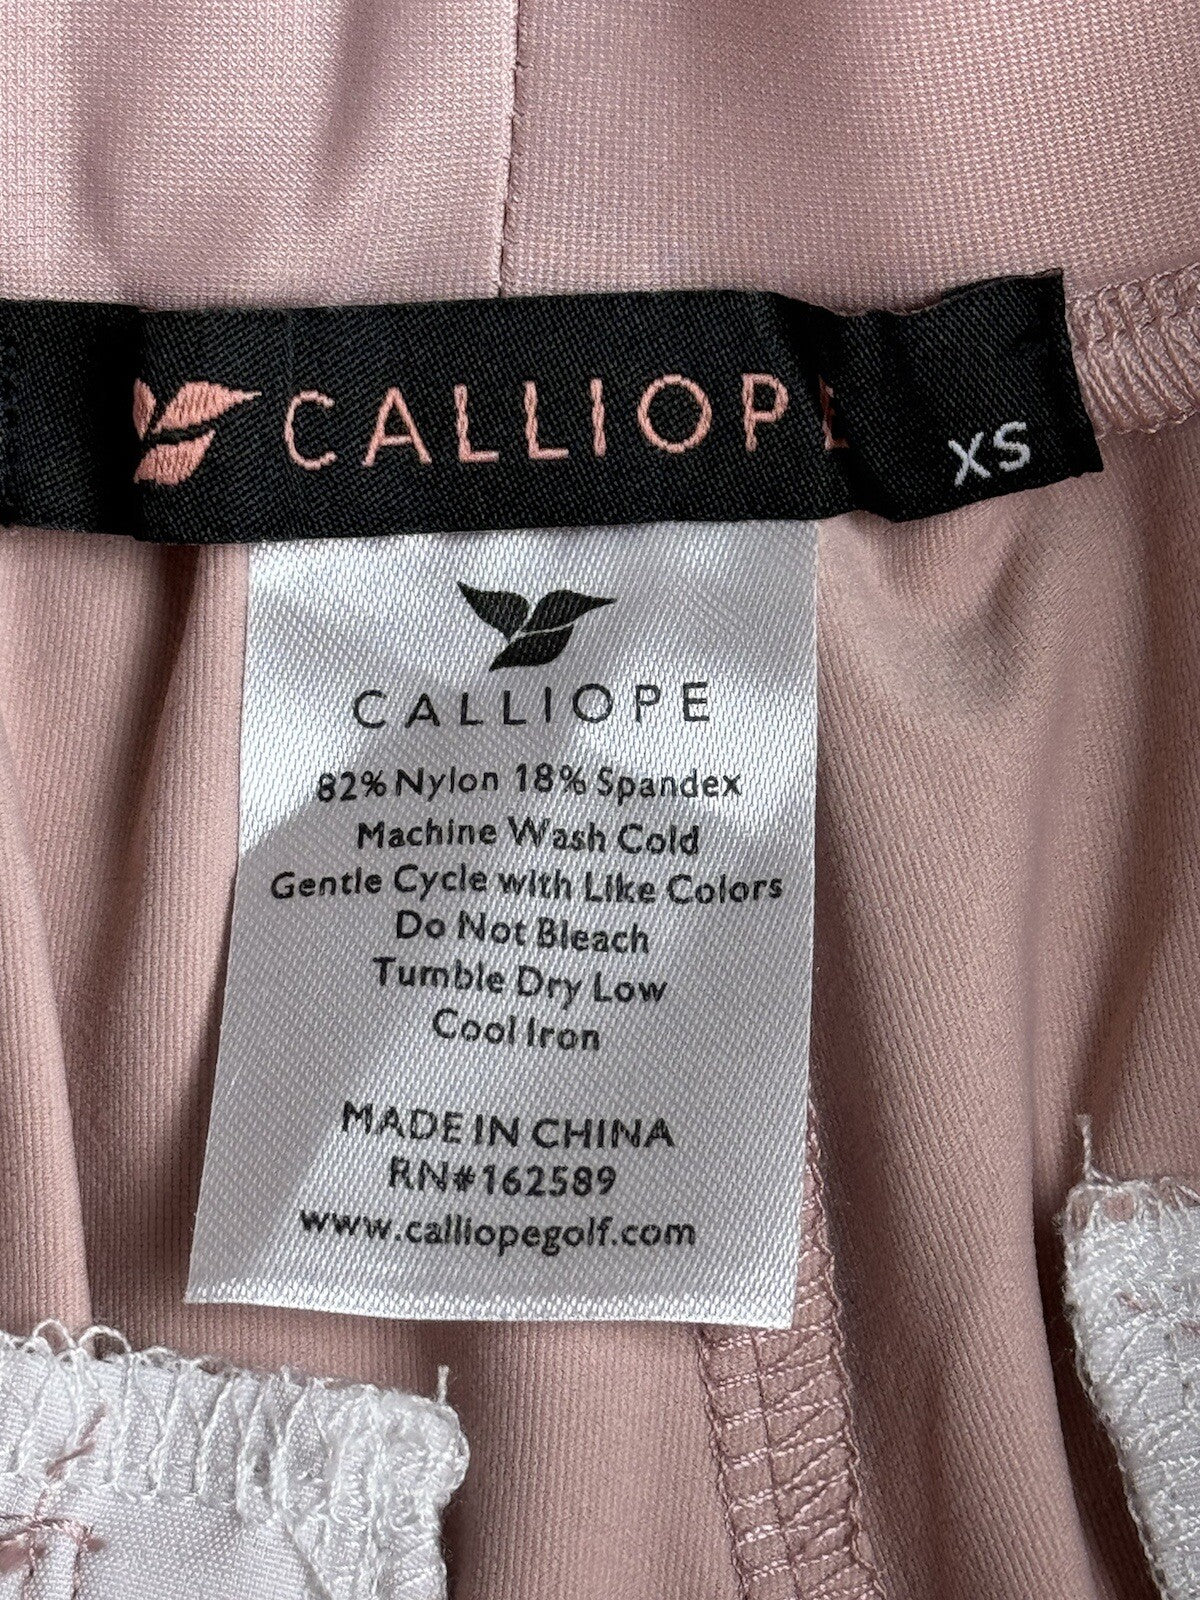 CALLIOPE
XS
CALLIOPE
82% Nylon 18% Spandex
Machine Wash Cold
Gentle Cycle with Like Colors
Do Not Bleach
Tumble Dry Low
Cool Iron
MADE IN CHINA
RN#162589
www.calliopegolf.com